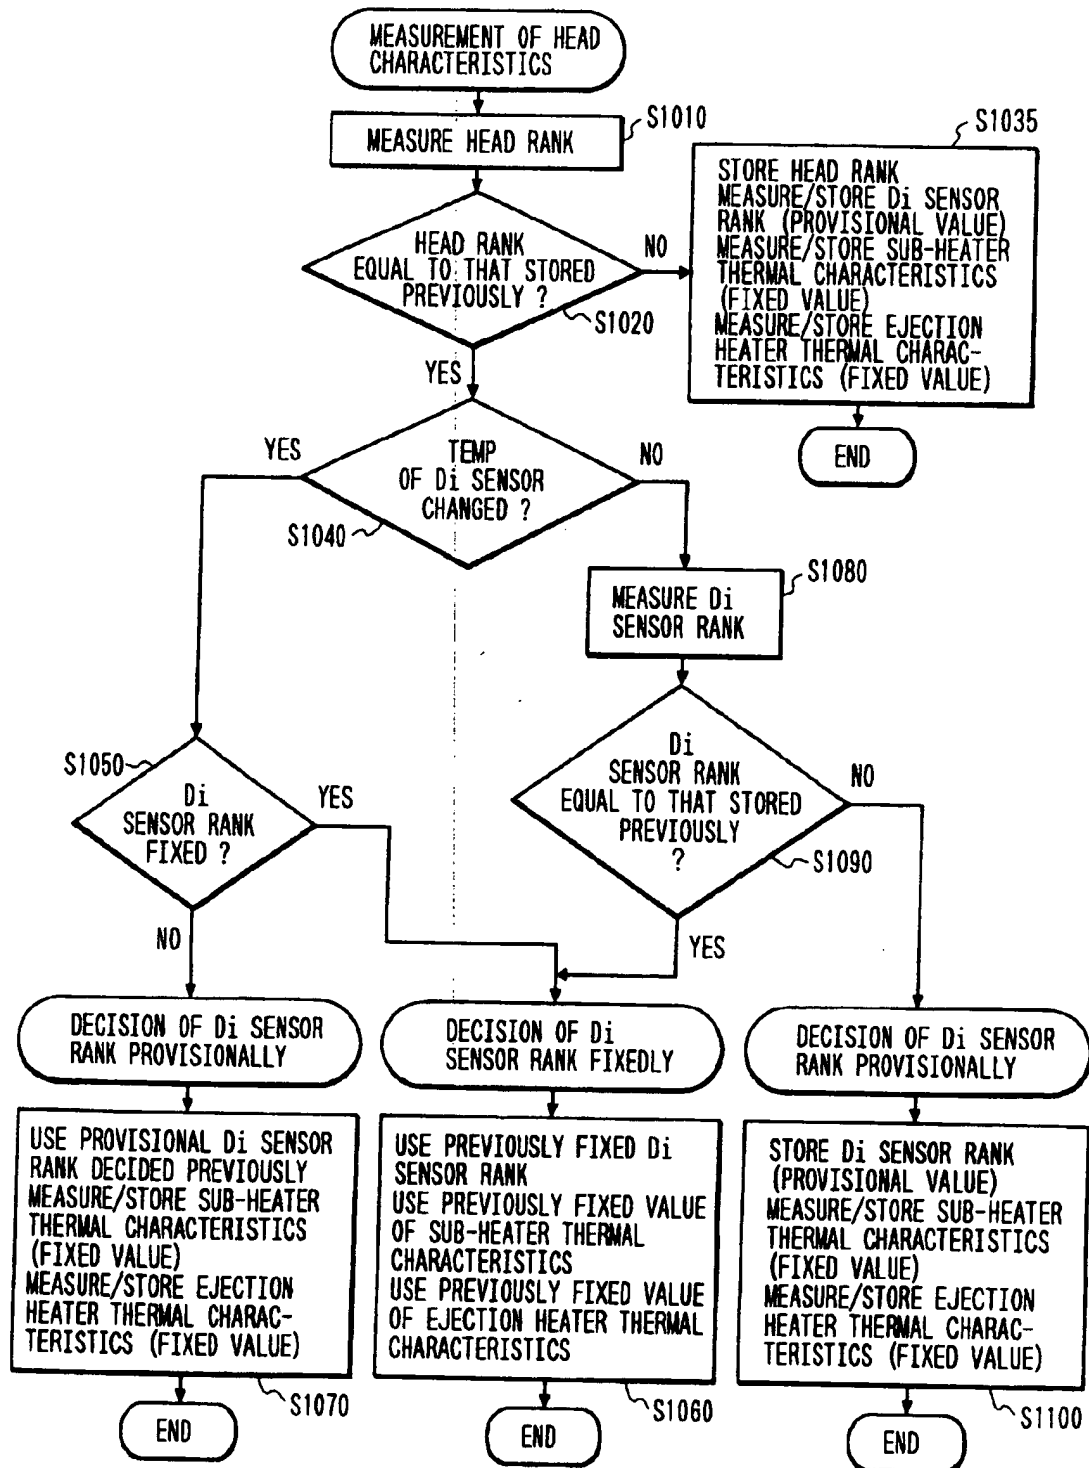 MEASUREMENT OF HEAD
CHARACTERISTICS
MEASURE HEAD RANK
S1010
S1035
STORE HEAD RANK
MEASURE/STORE Di SENSOR
RANK (PROVISIONAL VALUE)
MEASURE/STORE SUB-HEATER
THERMAL CHARACTERISTICS
(FIXED VALUE)
MEASURE/STORE EJECTION
HEATER THERMAL CHARAC-
TERISTICS (FIXED VALUE)
END
HEAD RANK
EQUAL TO THAT STORED
PREVIOUSLY ?
NO
S1020
YES
TEMP
OF Di SENSOR
CHANGED ?
YES
NO
S1040
S1080
MEASURE Di
SENSOR RANK
S1050
Di
SENSOR RANK
FIXED ?
YES
NO
Di
SENSOR RANK
EQUAL TO THAT STORED
PREVIOUSLY
?
NO
S1090
YES
DECISION OF Di SENSOR
RANK PROVISIONALLY
DECISION OF Di
SENSOR RANK FIXEDLY
DECISION OF Di SENSOR
RANK PROVISIONALLY
USE PROVISIONAL Di SENSOR
RANK DECIDED PREVIOUSLY
MEASURE/STORE SUB-HEATER
THERMAL CHARACTERISTICS
(FIXED VALUE)
MEASURE/STORE EJECTION
HEATER THERMAL CHARAC-
TERISTICS (FIXED VALUE)
S1070
END
USE PREVIOUSLY FIXED Di
SENSOR RANK
USE PREVIOUSLY FIXED VALUE
OF SUB-HEATER THERMAL
CHARACTERISTICS
USE PREVIOUSLY FIXED VALUE
OF EJECTION HEATER THERMAL
CHARACTERISTICS
S1060
END
STORE Di SENSOR RANK
(PROVISIONAL VALUE)
MEASURE/STORE SUB-HEATER
THERMAL CHARACTERISTICS
(FIXED VALUE)
MEASURE/STORE EJECTION
HEATER THERMAL CHARAC-
TERISTICS (FIXED VALUE)
S1100
END